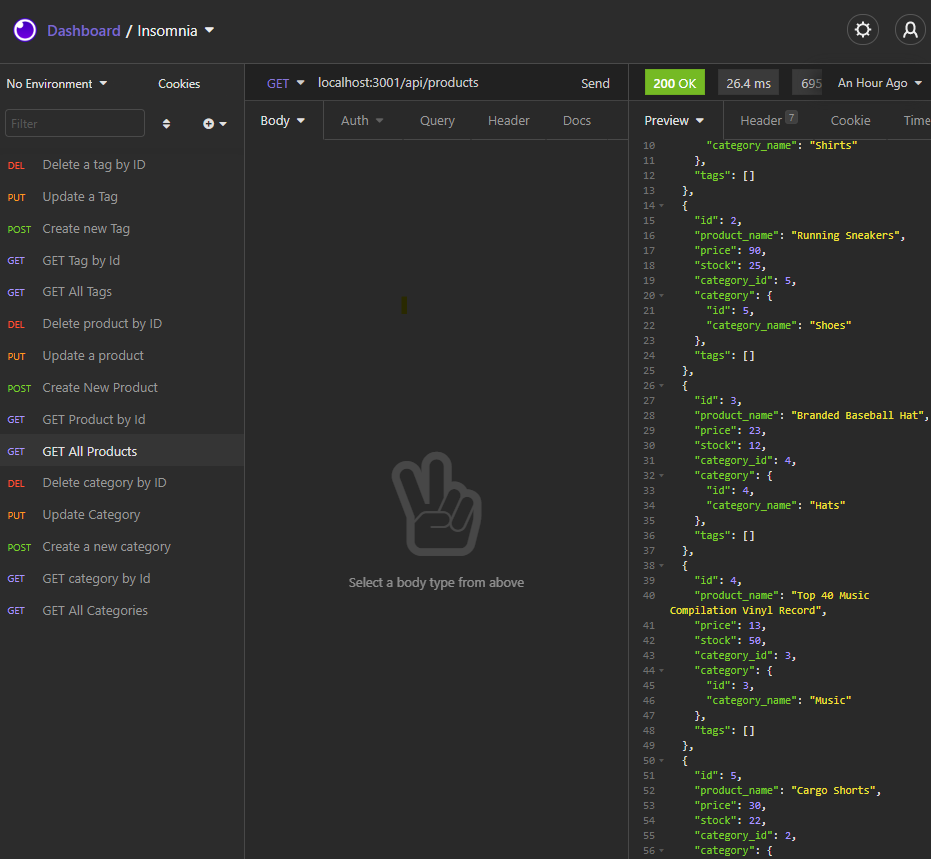 Dashboard / Insomnia
No Environment
Cookies
Filter
DEL Delete a tag by ID
PUT Update a Tag
POST Create new Tag
GET GET Tag by Id
GET GET All Tags
DEL Delete product by ID
PUT Update a product
POST Create New Product
GET GET Product by Id
GET GET All Products
DEL Delete category by ID
PUT Update Category
POST Create a new category
GET GET category by Id
GET GET All Categories
GET localhost:3001/api/products Send
Body Auth Query Header Docs
Select a body type from above
200 OK 26.4 ms 695 An Hour Ago
Preview Header 7 Cookie Time
10 "category_name": "Shirts"
11 },
12 "tags": []
13 },
14 {
15 "id": 2,
16 "product_name": "Running Sneakers",
17 "price": 90,
18 "stock": 25,
19 "category_id": 5,
20 "category": {
21 "id": 5,
22 "category_name": "Shoes"
23 },
24 "tags": []
25 },
26 {
27 "id": 3,
28 "product_name": "Branded Baseball Hat",
29 "price": 23,
30 "stock": 12,
31 "category_id": 4,
32 "category": {
33 "id": 4,
34 "category_name": "Hats"
35 },
36 "tags": []
37 },
38 {
39 "id": 4,
40 "product_name": "Top 40 Music
Compilation Vinyl Record",
41 "price": 13,
42 "stock": 50,
43 "category_id": 3,
44 "category": {
45 "id": 3,
46 "category_name": "Music"
47 },
48 "tags": []
49 },
50 {
51 "id": 5,
52 "product_name": "Cargo Shorts",
53 "price": 30,
54 "stock": 22,
55 "category_id": 2,
56 "category": {